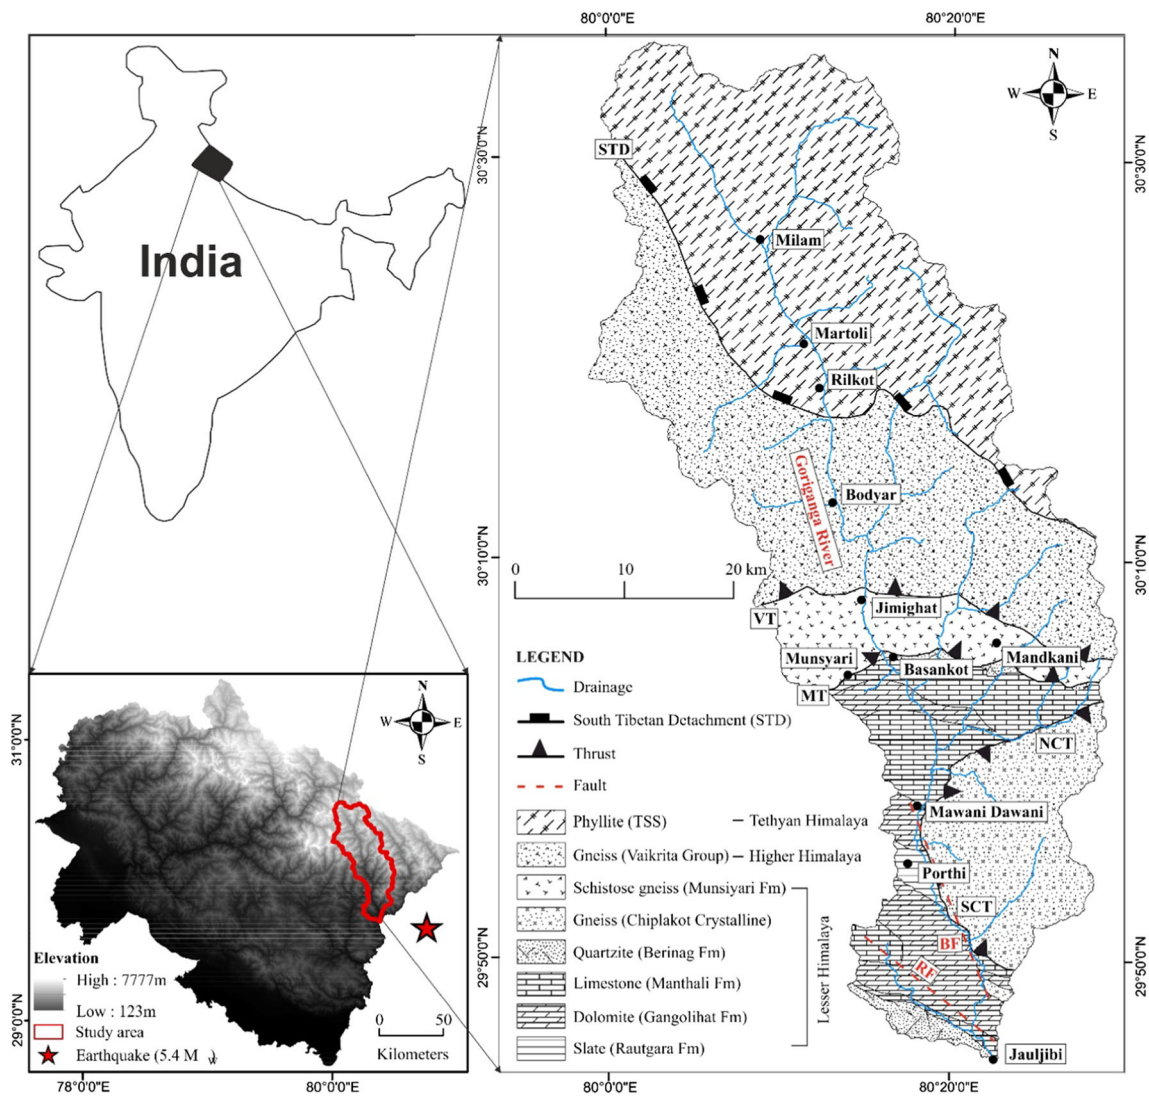 80°0'0"E
80°20'0"E
N
W
E
S
30°30'0"N
30°30'0"N
STD
India
Milam
Martoli
Rilkot
Goriganga River
Bodyar
30°10'0"N
30°10'0"N
0
10
20 km
VT
Jimighat
Munsyari
Basankot
Mandkani
MT
NCT
Mawani Dawani
Porthi
SCT
BF
RF
Jauljibi
29°50'0"N
29°50'0"N
80°0'0"E
80°20'0"E
LEGEND
Drainage
South Tibetan Detachment (STD)
Thrust
Fault
Phyllite (TSS)
Tethyan Himalaya
Gneiss (Vaikrita Group)
Higher Himalaya
Schistose gneiss (Munsiyari Fm)
Gneiss (Chiplakot Crystalline)
Quartzite (Berinag Fm)
Limestone (Manthali Fm)
Dolomite (Gangolihat Fm)
Slate (Rautgara Fm)
Lesser Himalaya
N
W
E
S
31°0'0"N
29°0'0"N
Elevation
High : 7777m
Low : 123m
Study area
Earthquake (5.4 M w)
0
50
Kilometers
78°0'0"E
80°0'0"E